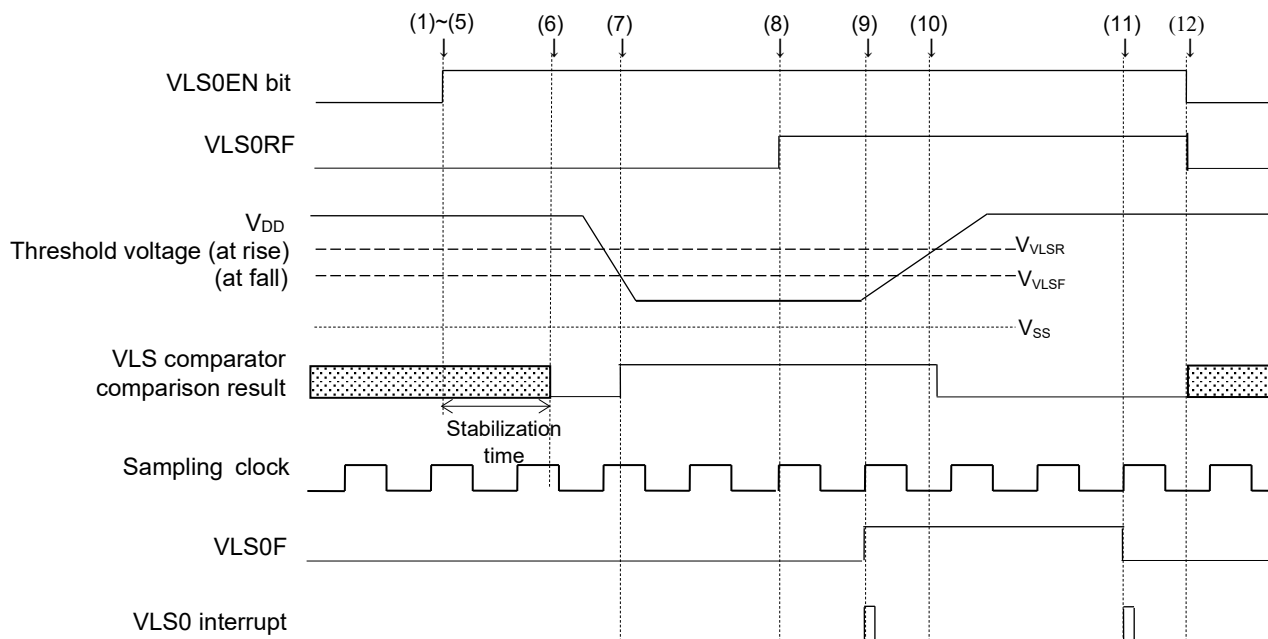 (1)~(5) (6) (7) (8) (9) (10) (11) (12)
VLS0EN bit
VLS0RF
VDD
Threshold voltage (at rise)
VVLSR
(at fall)
VVLSF
VSS
VLS comparator
comparison result
Stabilization
time
Sampling clock
VLS0F
VLS0 interrupt